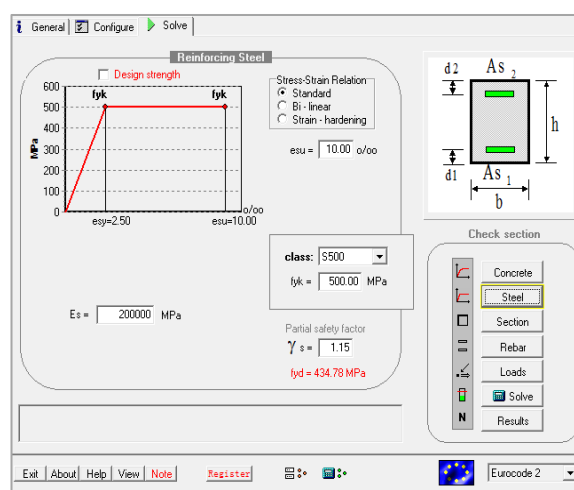 General
Configure
Solve
Reinforcing Steel
Design strength
600
500
400
300
200
100
0
MPa
fyk
fyk
o/oo
esy=2.50
esu=10.00
Stress-Strain Relation
Standard
Bi - linear
Strain - hardening
esu = 10.00 o/oo
class: S500
fyk = 500.00 MPa
Es = 200000 MPa
Partial safety factor
γ s = 1.15
fyd = 434.78 MPa
d2
As 2
h
d1
As 1
b
Check section
Concrete
Steel
Section
Rebar
Loads
Solve
N Results
Exit About Help View Note Register Eurocode 2